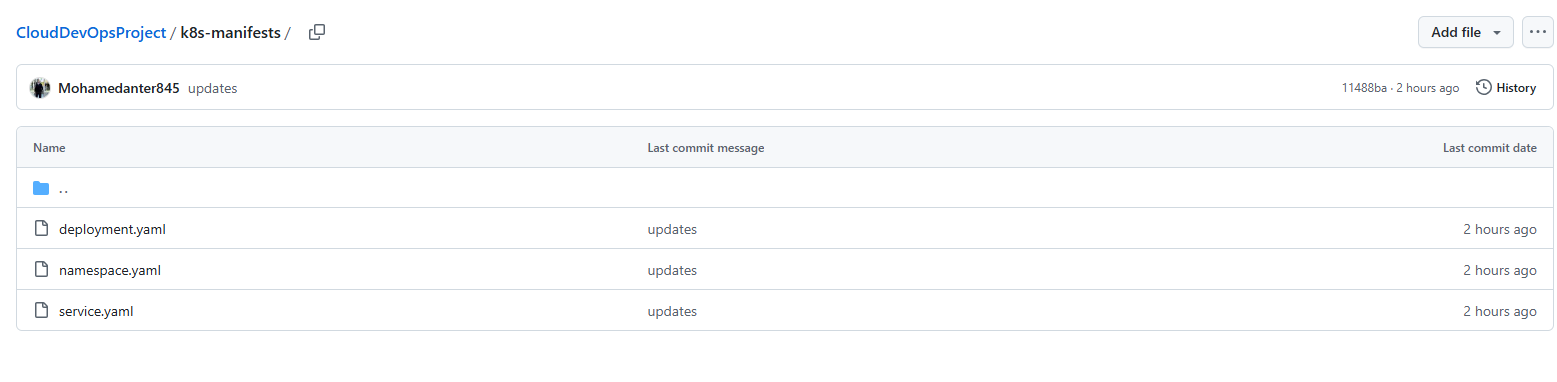 CloudDevOpsProject / k8s-manifests /
Add file
Mohamedanter845 updates
11488ba · 2 hours ago
History
Name Last commit message Last commit date
..
deployment.yaml updates 2 hours ago
namespace.yaml updates 2 hours ago
service.yaml updates 2 hours ago